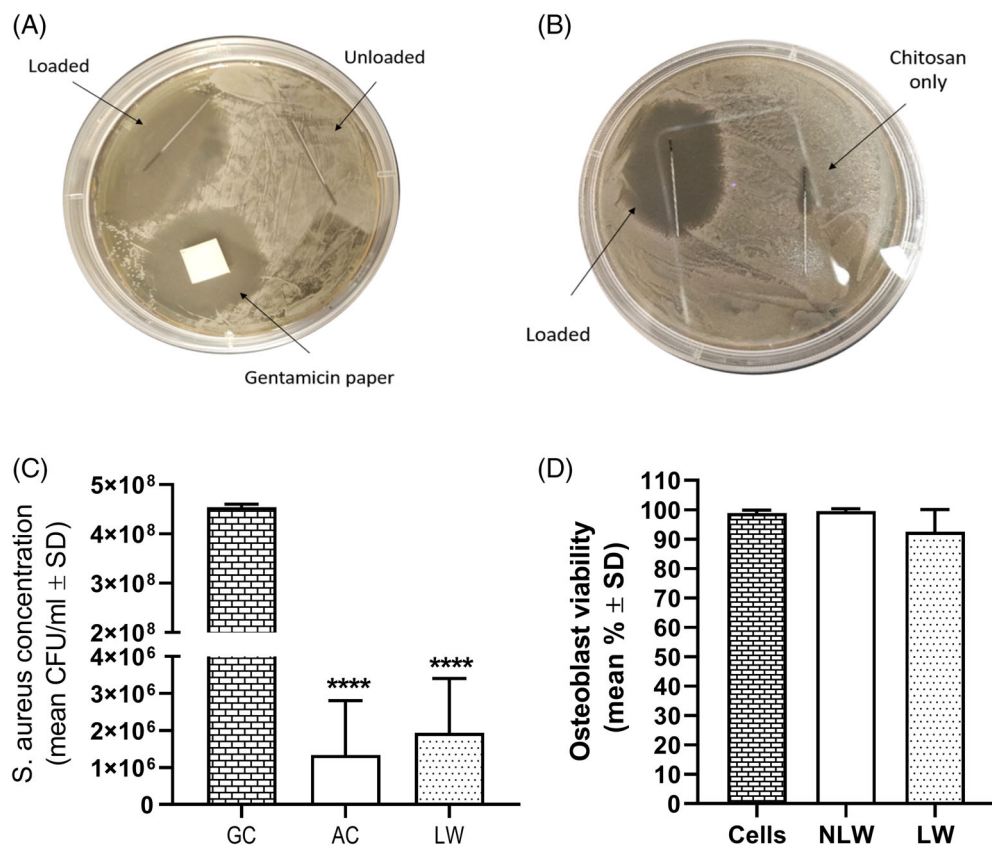 (A)
Loaded
Unloaded
Gentamicin paper
(B)
Chitosan
only
Loaded
(C)
S. aureus concentration
(mean CFU/ml ± SD)
5×10⁸
4×10⁸
3×10⁸
2×10⁸
4×10⁶
3×10⁶
2×10⁶
1×10⁶
0
****
****
GC
AC
LW
(D)
Osteoblast viability
(mean % ± SD)
110
100
90
80
70
60
50
40
30
20
10
0
Cells
NLW
LW